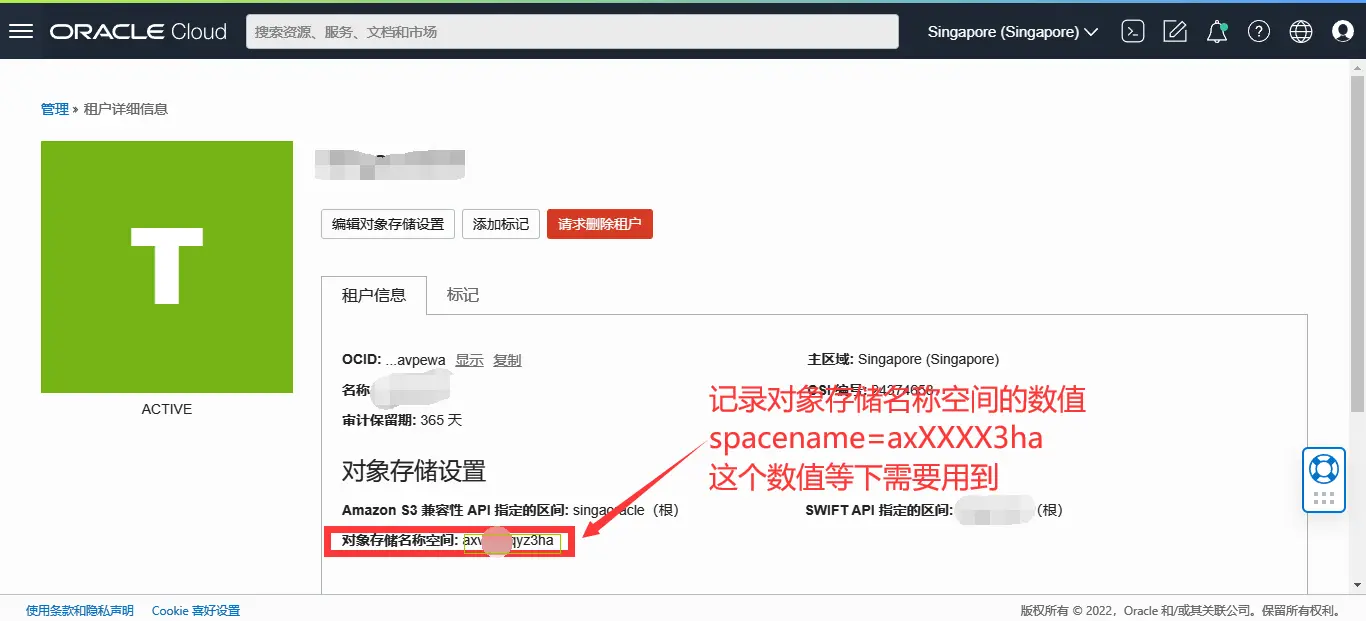 ORACLE Cloud
搜索资源、服务、文档和市场
Singapore (Singapore)
管理 » 租户详细信息
T
ACTIVE
编辑对象存储设置
添加标记
请求删除租户
租户信息
标记
OCID: ...avpewa 显示 复制
主区域: Singapore (Singapore)
名称
CSI 编号: 24374658
审计保留期: 365 天
记录对象存储名称空间的数值
spacename=axXXXX3ha
这个数值等下需要用到
对象存储设置
Amazon S3 兼容性 API 指定的区间: singaoracle（根）
SWIFT API 指定的区间:
(根)
对象存储名称空间:
使用条款和隐私声明
Cookie 喜好设置
版权所有 © 2022，Oracle 和/或其关联公司。保留所有权利。